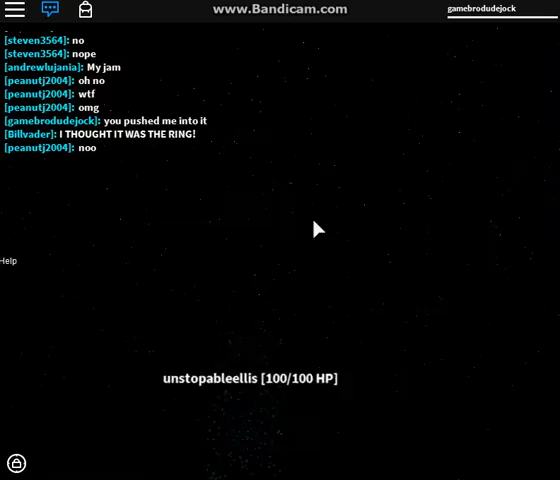 www.Bandicam.com
gamebrodudejock
[steven3564]: no
[steven3564]: nope
[andrewlujania]: My jam
[peanutj2004]: oh no
[peanutj2004]: wtf
[peanutj2004]: omg
[gamebrodudejock]: you pushed me into it
[Billvader]: I THOUGHT IT WAS THE RING!
[peanutj2004]: noo
Help
unstopableellis [100/100 HP]